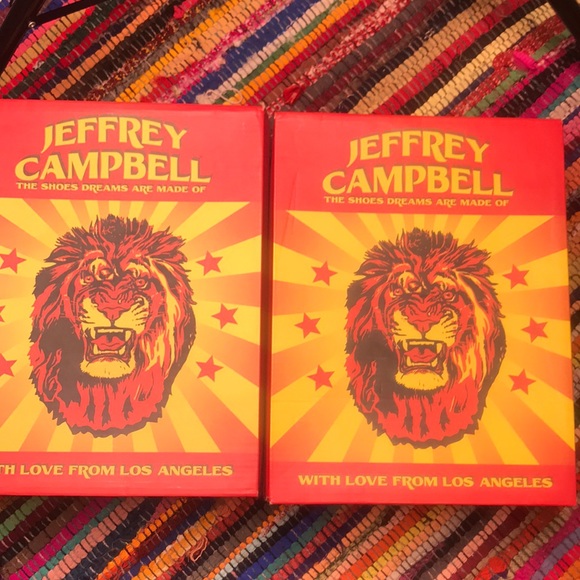 JEFFREY
CAMPBELL
THE SHOES DREAMS ARE MADE OF
TH LOVE FROM LOS ANGELES
JEFFREY
CAMPBELL
THE SHOES DREAMS ARE MADE OF
WITH LOVE FROM LOS ANGELES